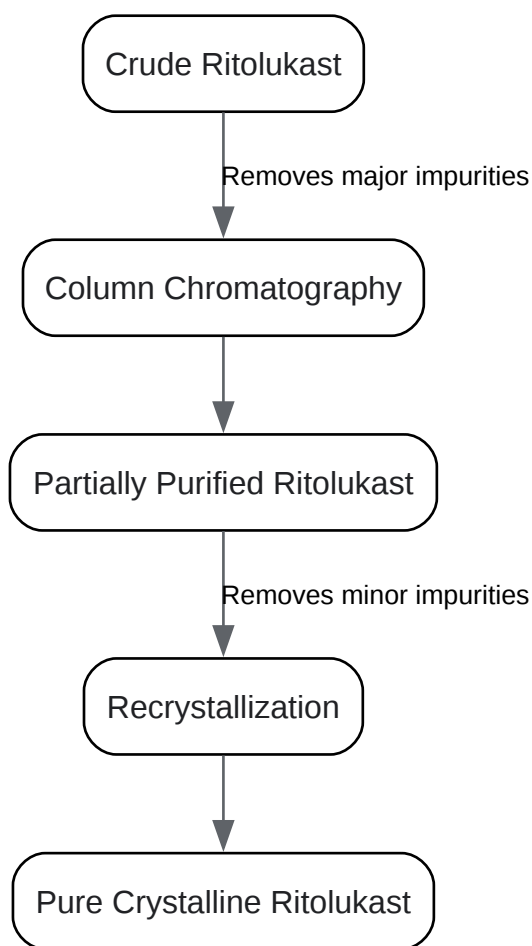 Crude Ritolukast
Removes major impurities
Column Chromatography
Partially Purified Ritolukast
Removes minor impurities
Recrystallization
Pure Crystalline Ritolukast